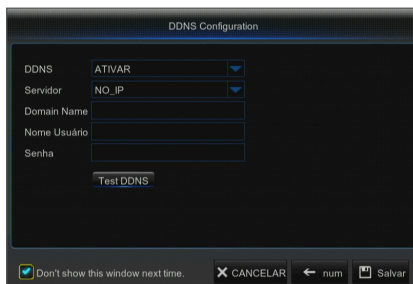 DDNS Configuration
DDNS ATIVAR
Servidor NO_IP
Domain Name
Nome Usuário
Senha
Test DDNS
Don't show this window next time. CANCELAR num Salvar